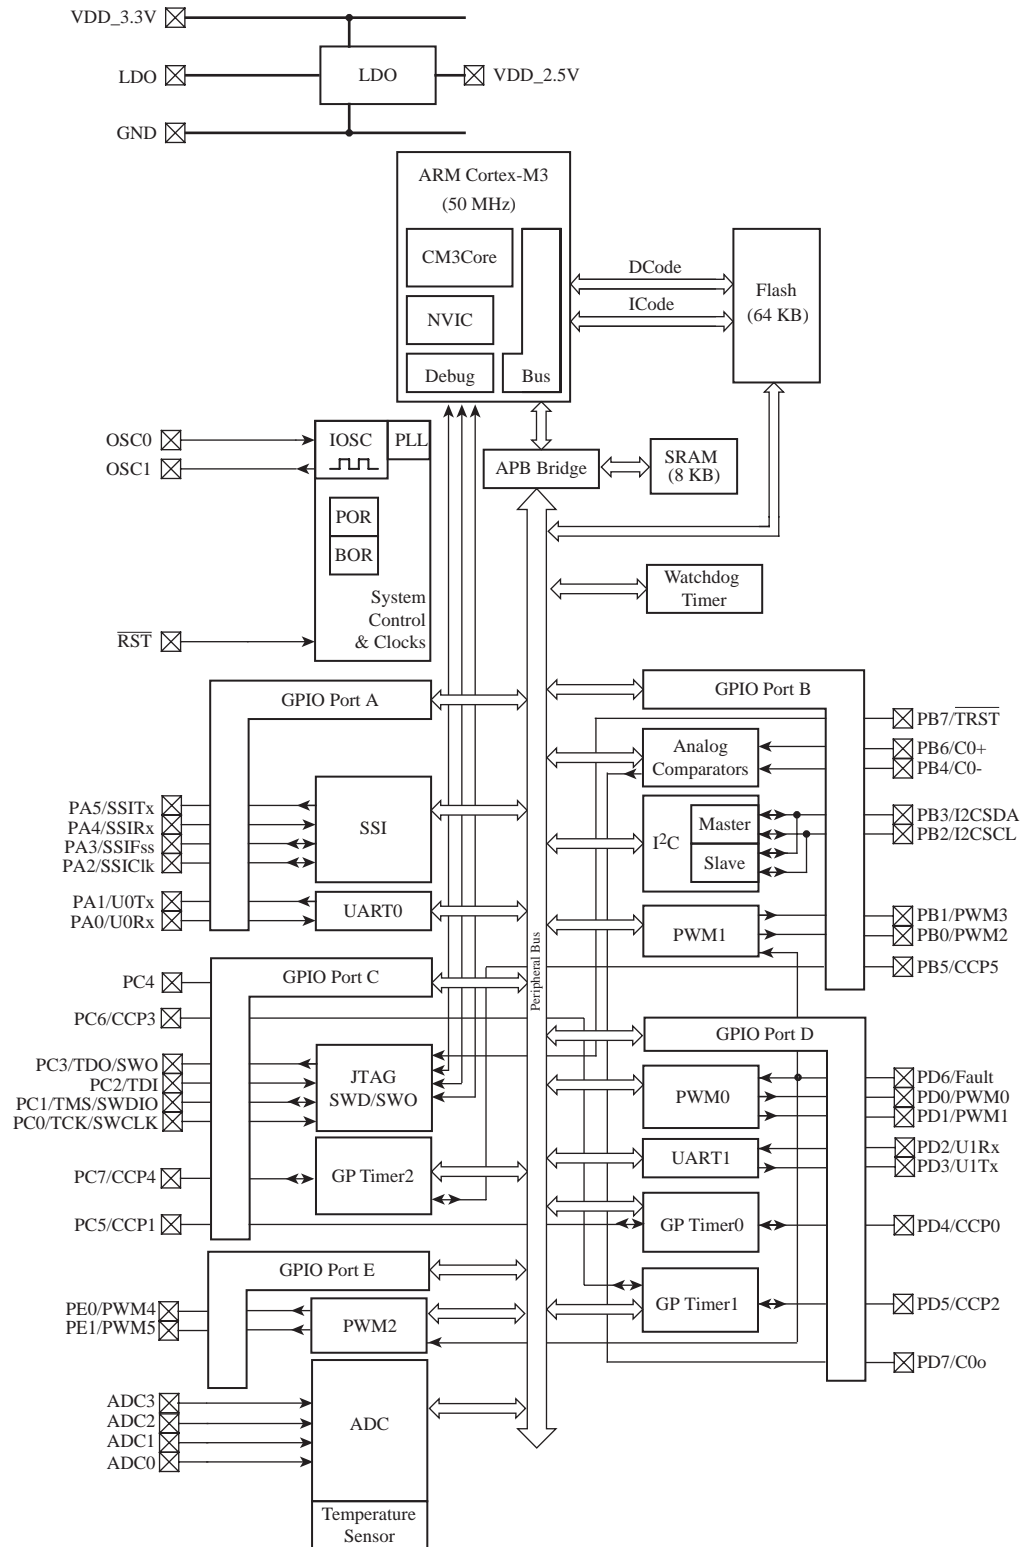 VDD_3.3V
LDO
LDO
VDD_2.5V
GND
ARM Cortex-M3
(50 MHz)
CM3Core
NVIC
Debug
Bus
DCode
ICode
Flash
(64 KB)
OSC0
OSC1
IOSC
PLL
POR
BOR
System
Control
& Clocks
RST
APB Bridge
SRAM
(8 KB)
Watchdog
Timer
Peripheral Bus
GPIO Port A
PA5/SSITx
PA4/SSIRx
PA3/SSIFss
PA2/SSIClk
SSI
PA1/U0Tx
PA0/U0Rx
UART0
GPIO Port B
PB7/TRST
PB6/C0+
PB4/C0-
Analog
Comparators
I2C
Master
Slave
PB3/I2CSDA
PB2/I2CSCL
PWM1
PB1/PWM3
PB0/PWM2
PB5/CCP5
GPIO Port C
PC4
PC6/CCP3
PC3/TDO/SWO
PC2/TDI
PC1/TMS/SWDIO
PC0/TCK/SWCLK
JTAG
SWD/SWO
PC7/CCP4
GP Timer2
PC5/CCP1
GPIO Port D
PWM0
PD6/Fault
PD0/PWM0
PD1/PWM1
UART1
PD2/U1Rx
PD3/U1Tx
GP Timer0
PD4/CCP0
GP Timer1
PD5/CCP2
PD7/C0o
GPIO Port E
PE0/PWM4
PE1/PWM5
PWM2
ADC3
ADC2
ADC1
ADC0
ADC
Temperature
Sensor